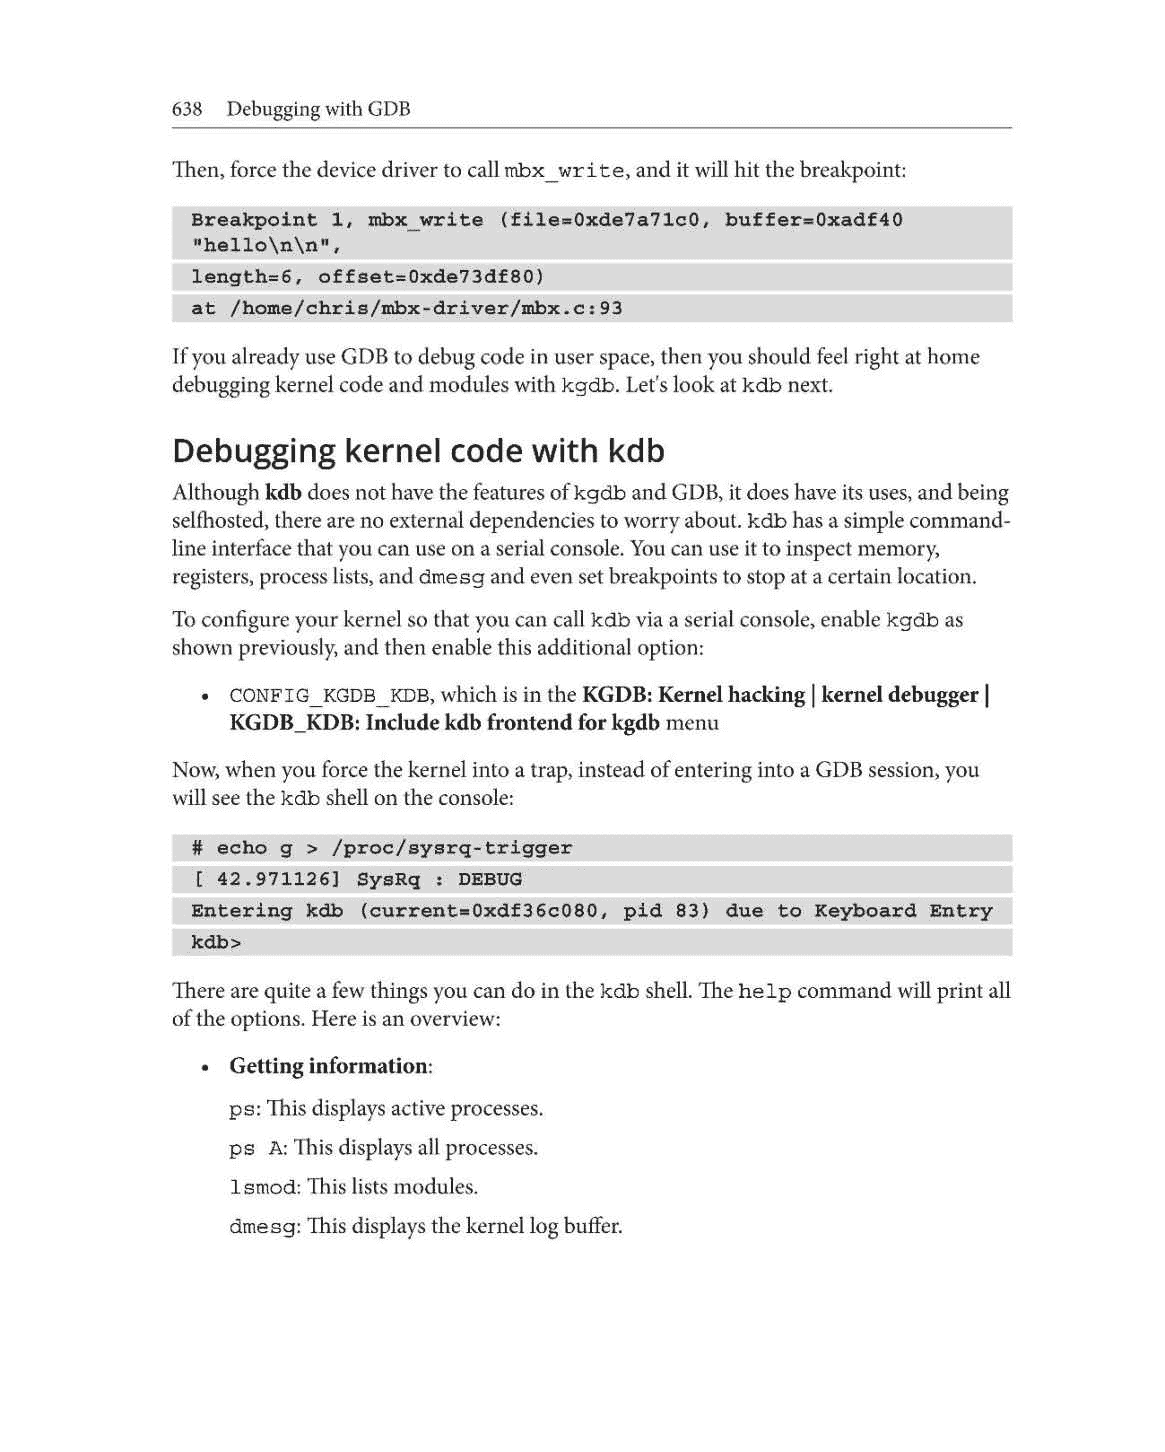 638 Debugging with GDB
Then, force the device driver to call mbx_write, and it will hit the breakpoint:
Breakpoint 1, mbx_write (file=0xde7a71c0, buffer=0xadf40
"hello\n\n",
length=6, offset=0xde73df80)
at /home/chris/mbx-driver/mbx.c:93
If you already use GDB to debug code in user space, then you should feel right at home
debugging kernel code and modules with kgdb. Let's look at kdb next.
Debugging kernel code with kdb
Although kdb does not have the features of kgdb and GDB, it does have its uses, and being
selfhosted, there are no external dependencies to worry about. kdb has a simple command-
line interface that you can use on a serial console. You can use it to inspect memory,
registers, process lists, and dmesg and even set breakpoints to stop at a certain location.
To configure your kernel so that you can call kdb via a serial console, enable kgdb as
shown previously, and then enable this additional option:
• CONFIG_KGDB_KDB, which is in the KGDB: Kernel hacking | kernel debugger |
KGDB_KDB: Include kdb frontend for kgdb menu
Now, when you force the kernel into a trap, instead of entering into a GDB session, you
will see the kdb shell on the console:
# echo g > /proc/sysrq-trigger
[ 42.971126] SysRq : DEBUG
Entering kdb (current=0xdf36c080, pid 83) due to Keyboard Entry
kdb>
There are quite a few things you can do in the kdb shell. The help command will print all
of the options. Here is an overview:
• Getting information:
ps: This displays active processes.
ps A: This displays all processes.
lsmod: This lists modules.
dmesg: This displays the kernel log buffer.